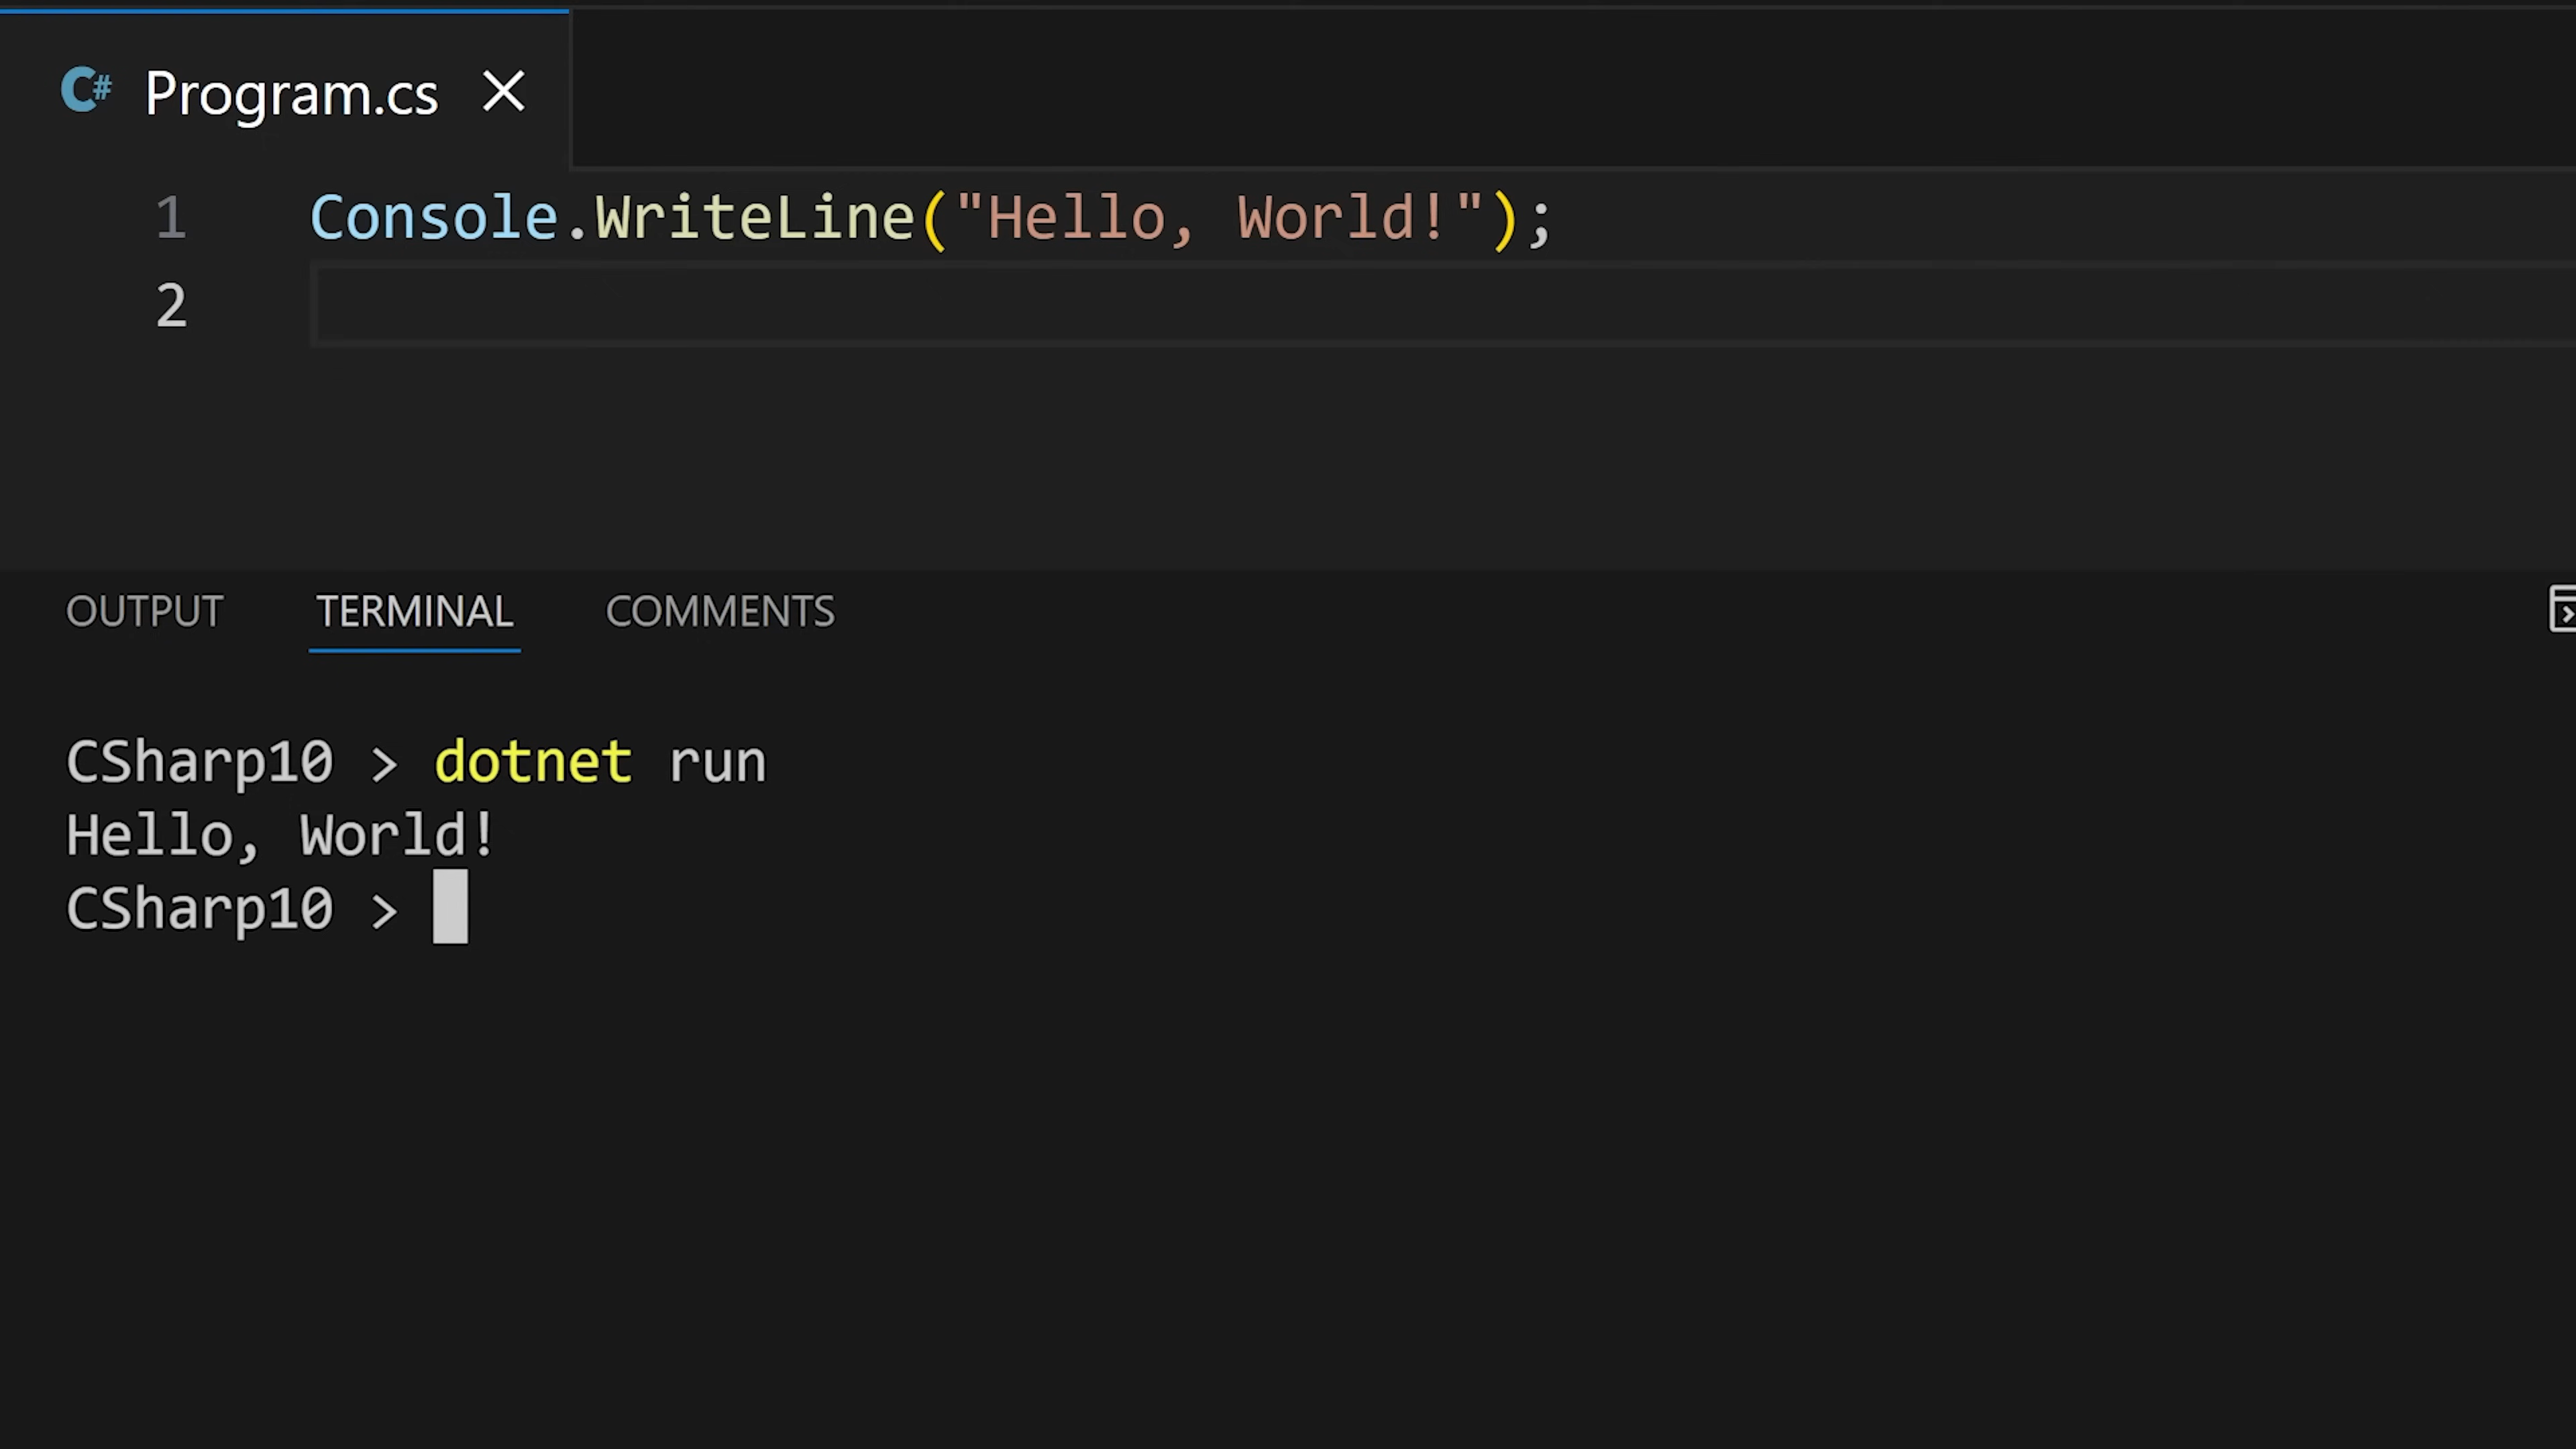 C# Program.cs
1 Console.WriteLine("Hello, World!");
2
OUTPUT TERMINAL COMMENTS
CSharp10 > dotnet run
Hello, World!
CSharp10 >